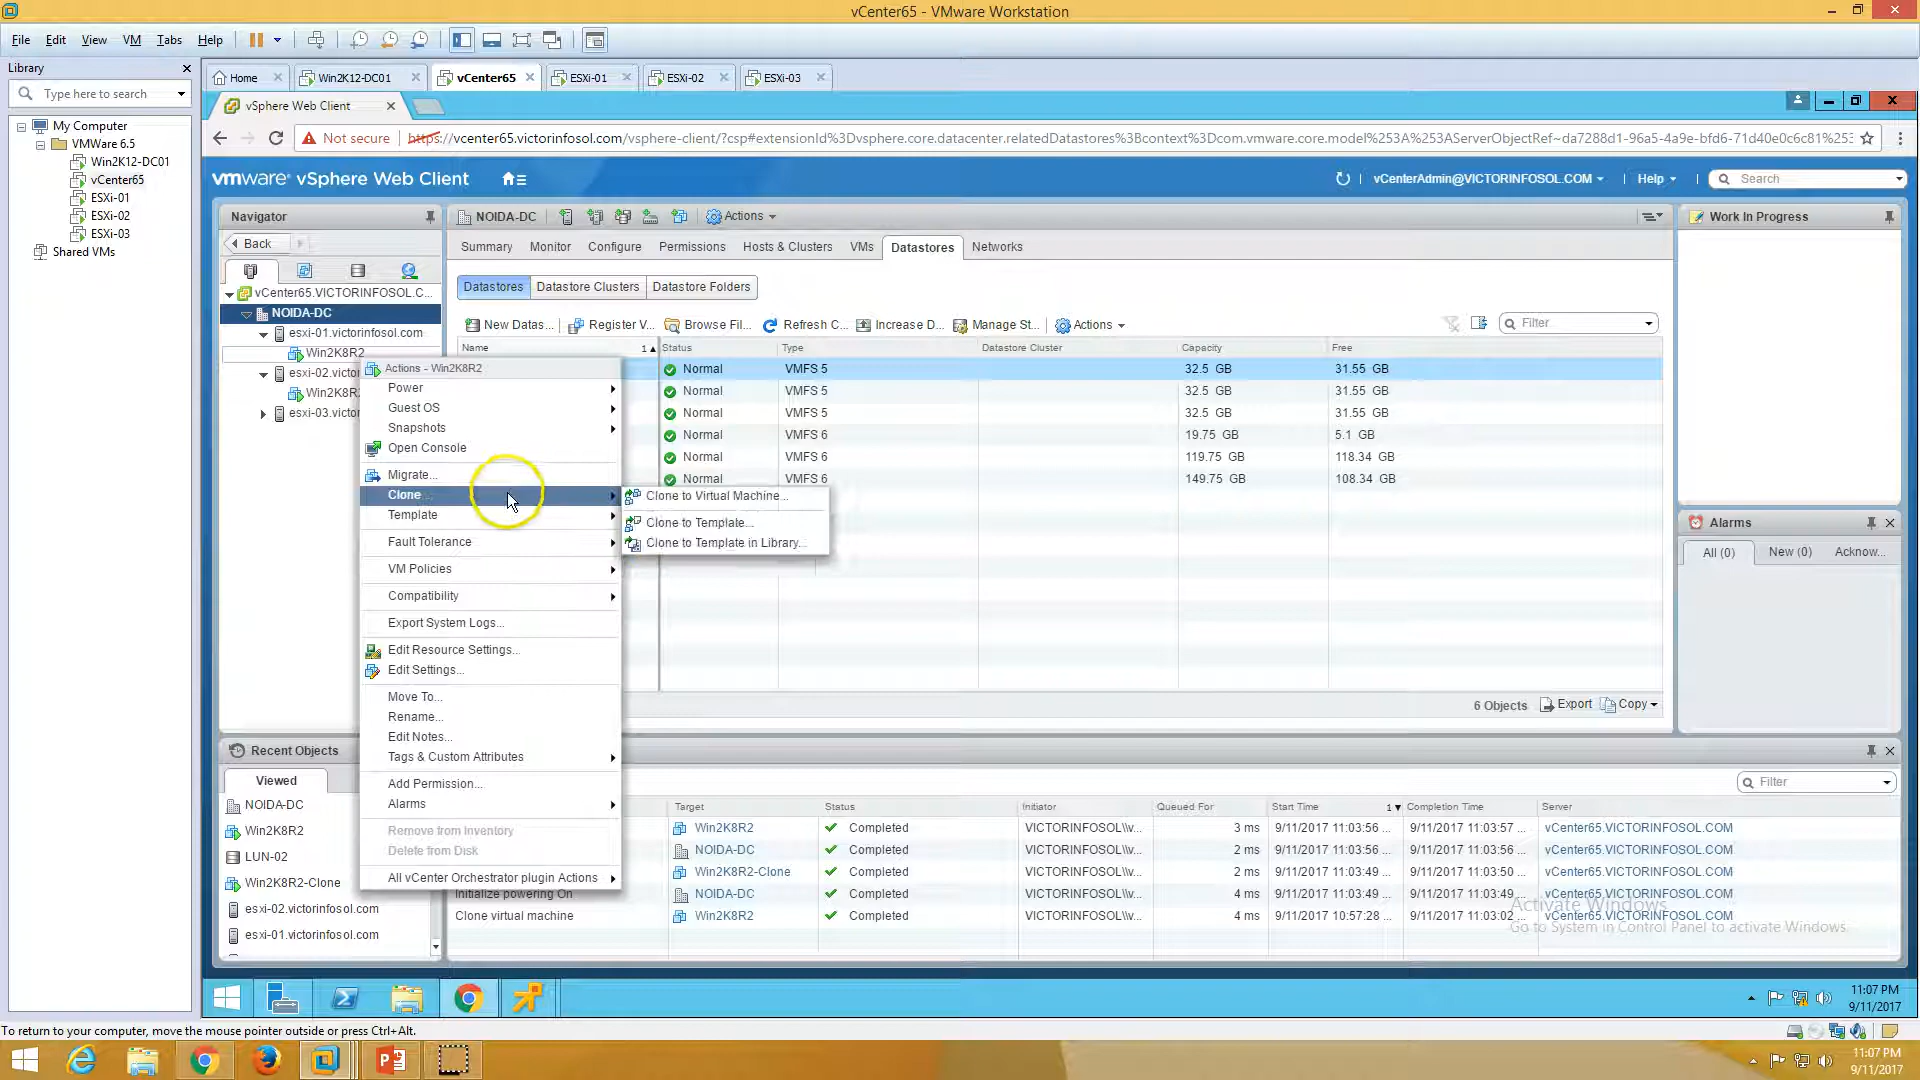 vCenter65 - VMware Workstation
File Edit View VM Tabs Help
Library
Type here to search
My Computer
VMWare 6.5
Win2K12-DC01
vCenter65
ESXi-01
ESXi-02
ESXi-03
Shared VMs
Home Win2K12-DC01 vCenter65 ESXi-01 ESXi-02 ESXi-03
vSphere Web Client
Not secure https://vcenter65.victorinfosol.com/vsphere-client/?csp#extensionId%3Dvsphere.core.datacenter.relatedDatastores%3Bcontext%3Dcom.vmware.core.model%253A%253AServerObjectRef~da7288d1-96a5-4a9e-bfd6-71d40e0c6c81%253
vmware® vSphere Web Client
vCenterAdmin@VICTORINFOSOL.COM Help Search
Navigator
Back
vCenter65.VICTORINFOSOL.C...
NOIDA-DC
esxi-01.victorinfosol.com
Win2K8R2
esxi-02.victo
Win2K8R
esxi-03.victo
NOIDA-DC Actions
Summary Monitor Configure Permissions Hosts & Clusters VMs Datastores Networks
Datastores Datastore Clusters Datastore Folders
New Datas... Register V... Browse Fil... Refresh C... Increase D... Manage St... Actions Filter
Name 1 Status Type Datastore Cluster Capacity Free
Normal VMFS 5 32.5 GB 31.55 GB
Normal VMFS 5 32.5 GB 31.55 GB
Normal VMFS 5 32.5 GB 31.55 GB
Normal VMFS 6 19.75 GB 5.1 GB
Normal VMFS 6 119.75 GB 118.34 GB
Normal VMFS 6 149.75 GB 108.34 GB
6 Objects Export Copy
Actions - Win2K8R2
Power
Guest OS
Snapshots
Open Console
Migrate...
Clone
Template
Fault Tolerance
VM Policies
Compatibility
Export System Logs...
Edit Resource Settings...
Edit Settings...
Move To...
Rename...
Edit Notes...
Tags & Custom Attributes
Add Permission...
Alarms
Remove from Inventory
Delete from Disk
All vCenter Orchestrator plugin Actions
Clone to Virtual Machine...
Clone to Template...
Clone to Template in Library...
Work In Progress
Alarms
All (0) New (0) Acknow...
Recent Objects
Viewed
NOIDA-DC
Win2K8R2
LUN-02
Win2K8R2-Clone
esxi-02.victorinfosol.com
esxi-01.victorinfosol.com
Filter
Target Status Initiator Queued For Start Time 1 Completion Time Server
Win2K8R2 Completed VICTORINFOSOL\\v... 3 ms 9/11/2017 11:03:56 ... 9/11/2017 11:03:57 ... vCenter65.VICTORINFOSOL.COM
NOIDA-DC Completed VICTORINFOSOL\\v... 2 ms 9/11/2017 11:03:56 ... 9/11/2017 11:03:56 ... vCenter65.VICTORINFOSOL.COM
Win2K8R2-Clone Completed VICTORINFOSOL\\v... 2 ms 9/11/2017 11:03:49 ... 9/11/2017 11:03:50 ... vCenter65.VICTORINFOSOL.COM
Initialize powering On NOIDA-DC Completed VICTORINFOSOL\\v... 4 ms 9/11/2017 11:03:49 ... 9/11/2017 11:03:49 ... vCenter65.VICTORINFOSOL.COM
Clone virtual machine Win2K8R2 Completed VICTORINFOSOL\\v... 4 ms 9/11/2017 10:57:28 ... 9/11/2017 11:03:02 ... vCenter65.VICTORINFOSOL.COM
Activate Windows
Go to System in Control Panel to activate Windows.
11:07 PM
9/11/2017
To return to your computer, move the mouse pointer outside or press Ctrl+Alt.
11:07 PM
9/11/2017